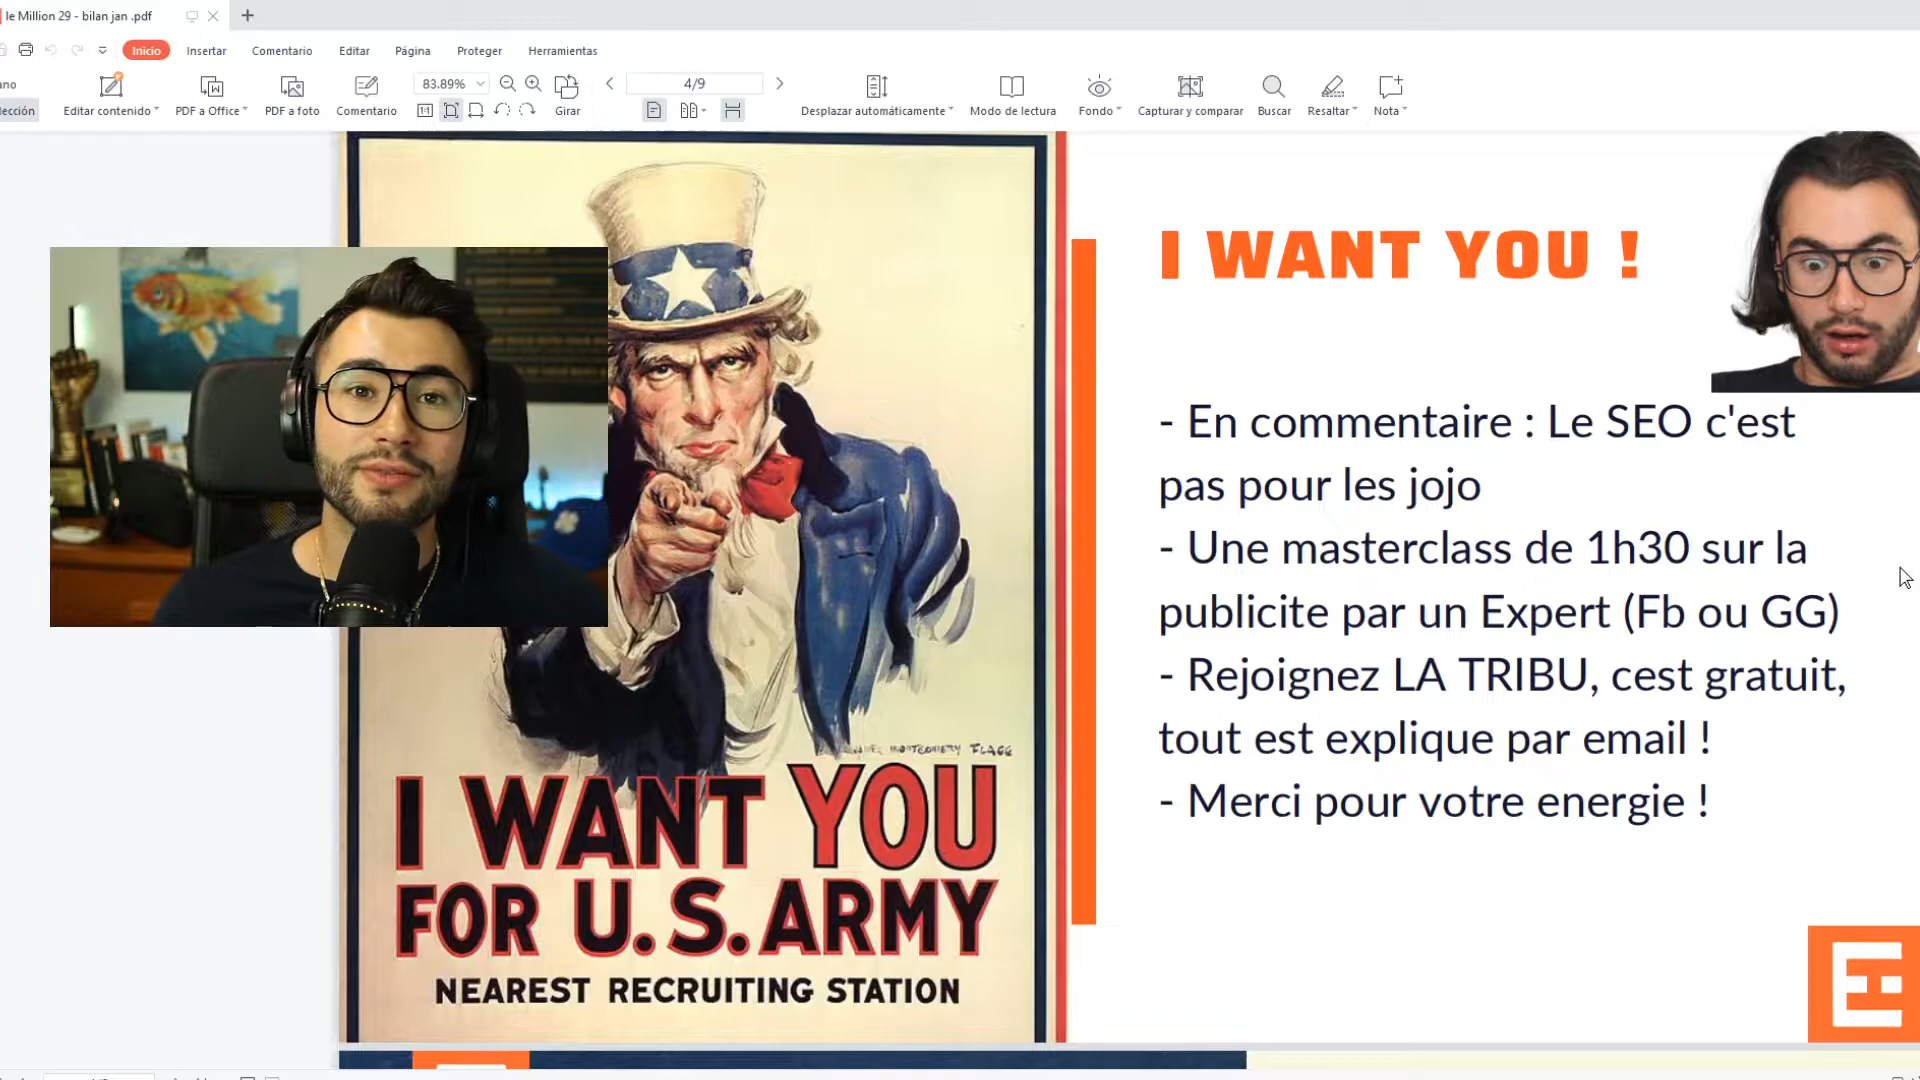 le Million 29 - bilan jan .pdf
Inicio Insertar Comentario Editar Página Proteger Herramientas
83.89% 4/9
Editar contenido PDF a Office PDF a foto Comentario Girar Desplazar automáticamente Modo de lectura Fondo Capturar y comparar Buscar Resaltar Nota
I WANT YOU
FOR U.S. ARMY
NEAREST RECRUITING STATION
I WANT YOU !
- En commentaire : Le SEO c'est
pas pour les jojo
- Une masterclass de 1h30 sur la
publicite par un Expert (Fb ou GG)
- Rejoignez LA TRIBU, cest gratuit,
tout est explique par email !
- Merci pour votre energie !